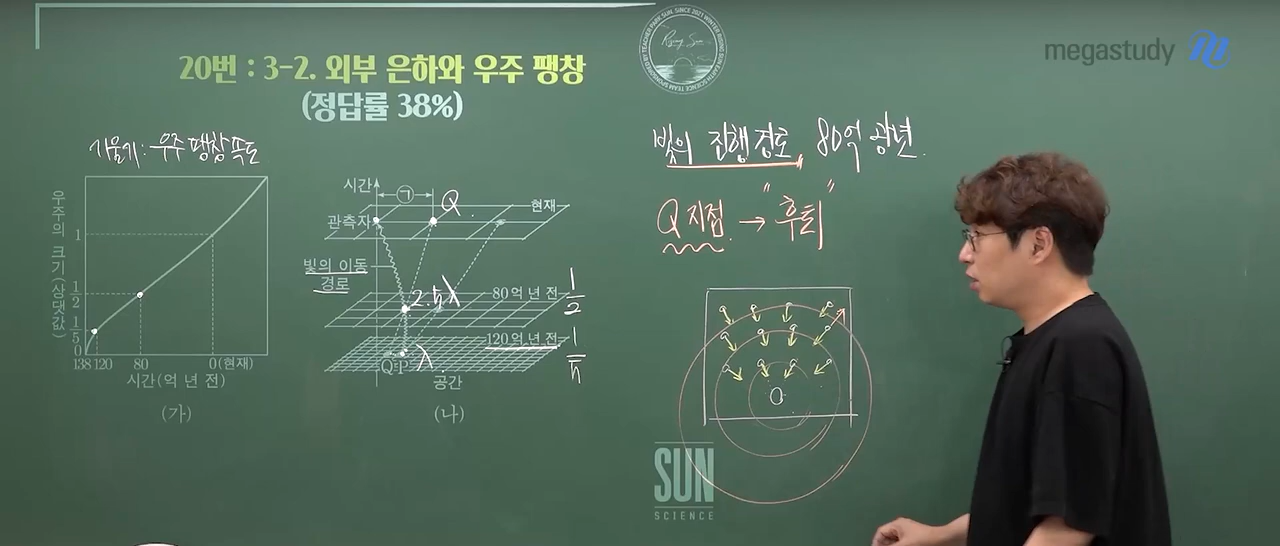 20번 : 3-2. 외부 은하와 우주 팽창
(정답률 38%)
Rising Sun
megastudy
기울기: 우주 팽창 속도
우주의 크기(상댓값)
1
1/2
1/5
0
138 120 80 0(현재)
시간(억 년 전)
(가)
시간
㉠
Q
현재
관측자
빛의 이동
경로
2.5λ
80억 년 전
1/2
120억 년 전
1/5
Q P
λ
공간
(나)
빛의 진행 경로 80억 광년.
Q 지점 → "후퇴"
SUN
SCIENCE